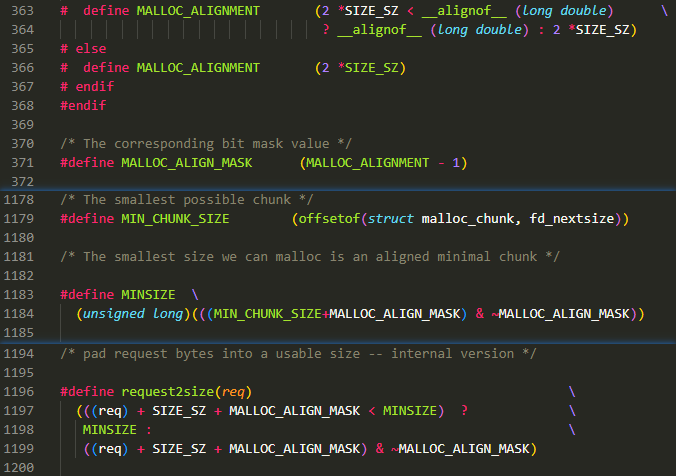 363 #  define MALLOC_ALIGNMENT       (2 *SIZE_SZ < __alignof__ (long double)      \
364                                  ? __alignof__ (long double) : 2 *SIZE_SZ)
365 # else
366 #  define MALLOC_ALIGNMENT       (2 *SIZE_SZ)
367 # endif
368 #endif
369
370 /* The corresponding bit mask value */
371 #define MALLOC_ALIGN_MASK      (MALLOC_ALIGNMENT - 1)
372
1178 /* The smallest possible chunk */
1179 #define MIN_CHUNK_SIZE        (offsetof(struct malloc_chunk, fd_nextsize))
1180
1181 /* The smallest size we can malloc is an aligned minimal chunk */
1182
1183 #define MINSIZE  \
1184   (unsigned long)(((MIN_CHUNK_SIZE+MALLOC_ALIGN_MASK) & ~MALLOC_ALIGN_MASK))
1185
1194 /* pad request bytes into a usable size -- internal version */
1195
1196 #define request2size(req)                                         \
1197   (((req) + SIZE_SZ + MALLOC_ALIGN_MASK < MINSIZE)  ?             \
1198    MINSIZE :                                                      \
1199    ((req) + SIZE_SZ + MALLOC_ALIGN_MASK) & ~MALLOC_ALIGN_MASK)
1200